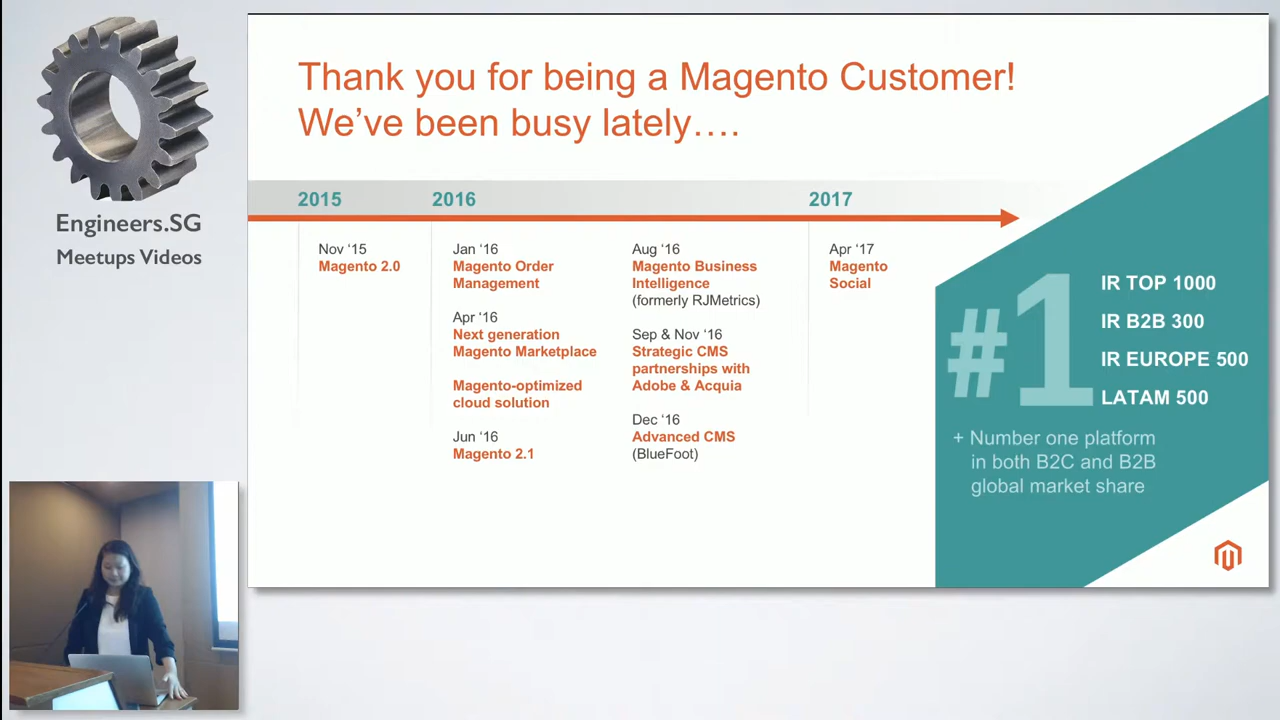 Engineers.SG
Meetups Videos
Thank you for being a Magento Customer!
We’ve been busy lately….
2015
2016
2017
Nov ‘15
Magento 2.0
Jan ‘16
Magento Order
Management
Apr ‘16
Next generation
Magento Marketplace
Magento-optimized
cloud solution
Jun ‘16
Magento 2.1
Aug ‘16
Magento Business
Intelligence
(formerly RJMetrics)
Sep & Nov ‘16
Strategic CMS
partnerships with
Adobe & Acquia
Dec ‘16
Advanced CMS
(BlueFoot)
Apr ‘17
Magento
Social
#1
IR TOP 1000
IR B2B 300
IR EUROPE 500
LATAM 500
+ Number one platform
in both B2C and B2B
global market share